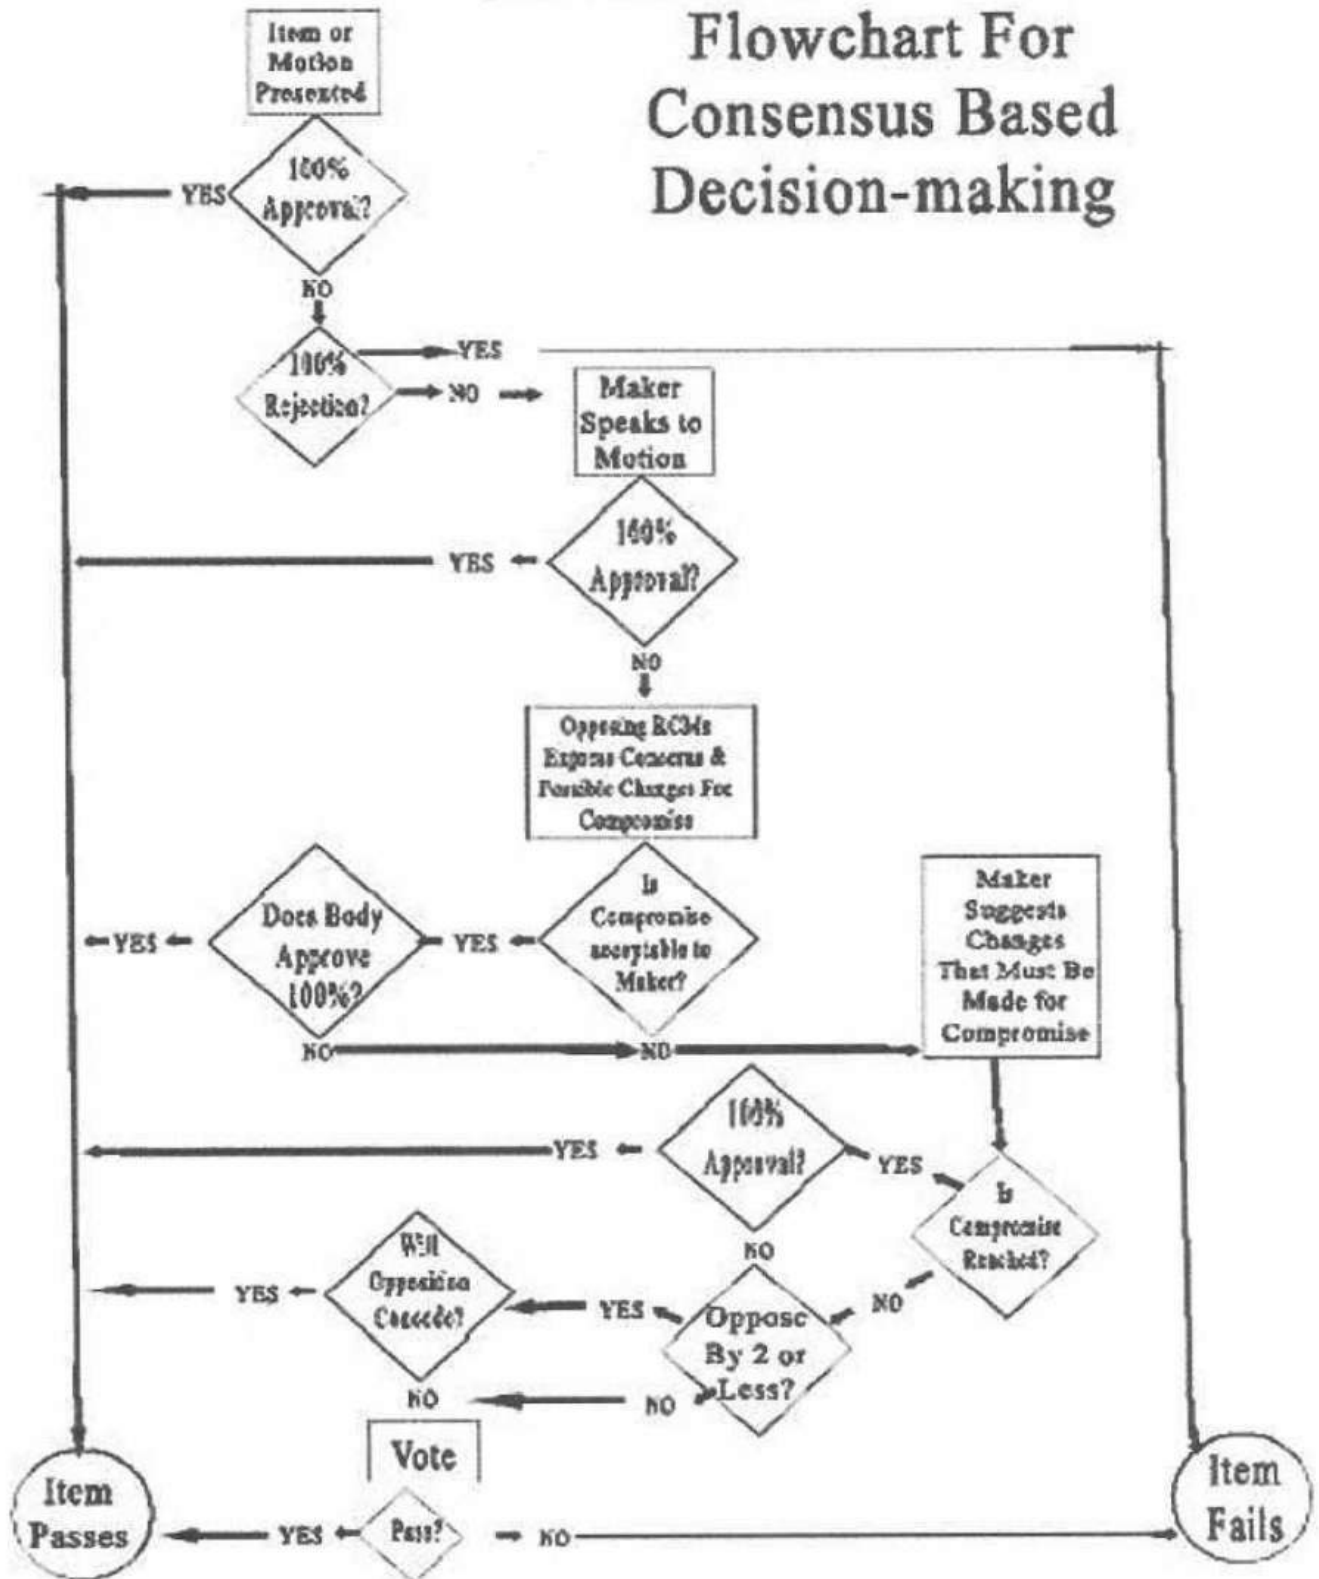 Flowchart For
Consensus Based
Decision-making
Item or
Motion
Presented
100%
Approval?
YES
NO
100%
Rejection?
YES
NO
Maker
Speaks to
Motion
100%
Approval?
YES
NO
Opposing RCMs
Express Concerns &
Possible Changes For
Compromise
Is
Compromise
acceptable to
Maker?
YES
NO
Does Body
Approve
100%?
YES
NO
Maker
Suggests
Changes
That Must Be
Made for
Compromise
Is
Compromise
Reached?
YES
NO
100%
Approval?
YES
NO
Oppose
By 2 or
Less?
YES
NO
Will
Opposition
Concede?
YES
NO
Vote
Pass?
YES
NO
Item
Passes
Item
Fails